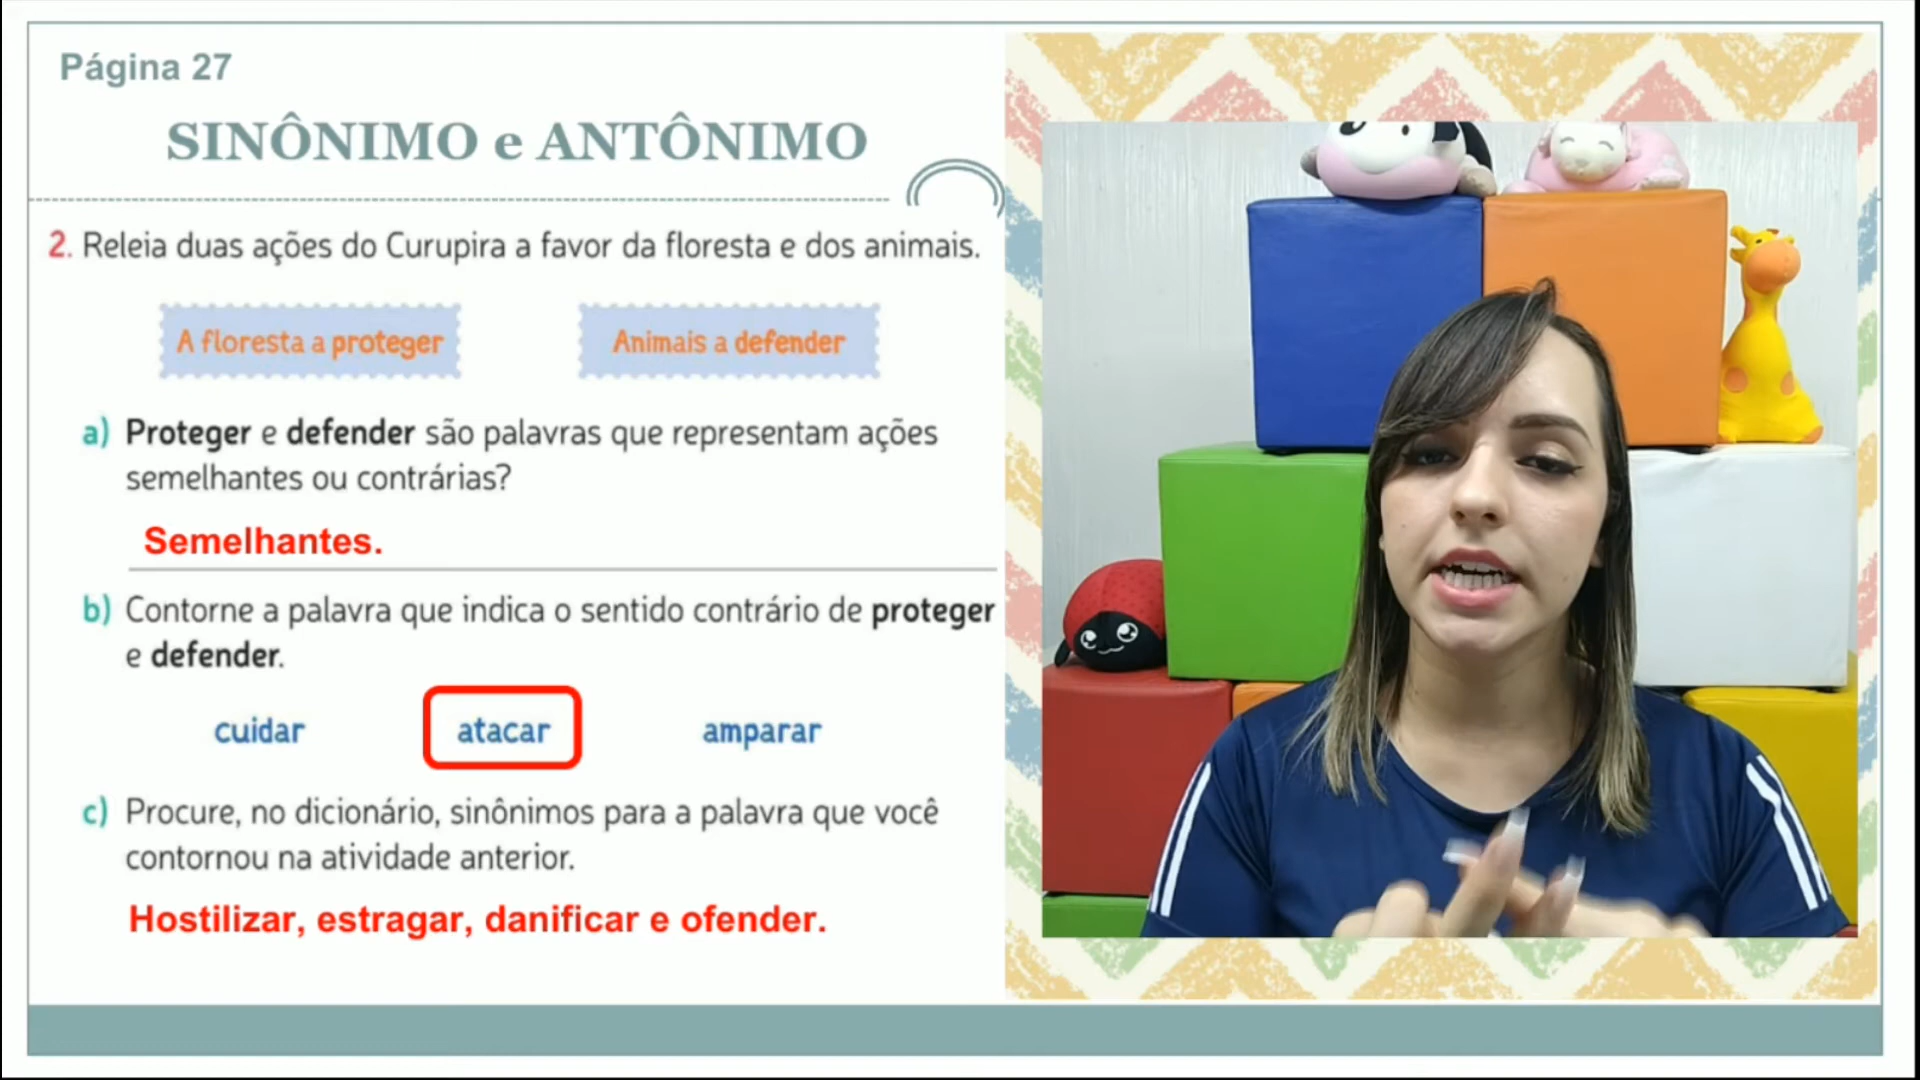 Página 27
SINÔNIMO e ANTÔNIMO
2. Releia duas ações do Curupira a favor da floresta e dos animais.
A floresta a proteger
Animais a defender
a) Proteger e defender são palavras que representam ações
semelhantes ou contrárias?
Semelhantes.
b) Contorne a palavra que indica o sentido contrário de proteger
e defender.
cuidar atacar amparar
c) Procure, no dicionário, sinônimos para a palavra que você
contornou na atividade anterior.
Hostilizar, estragar, danificar e ofender.